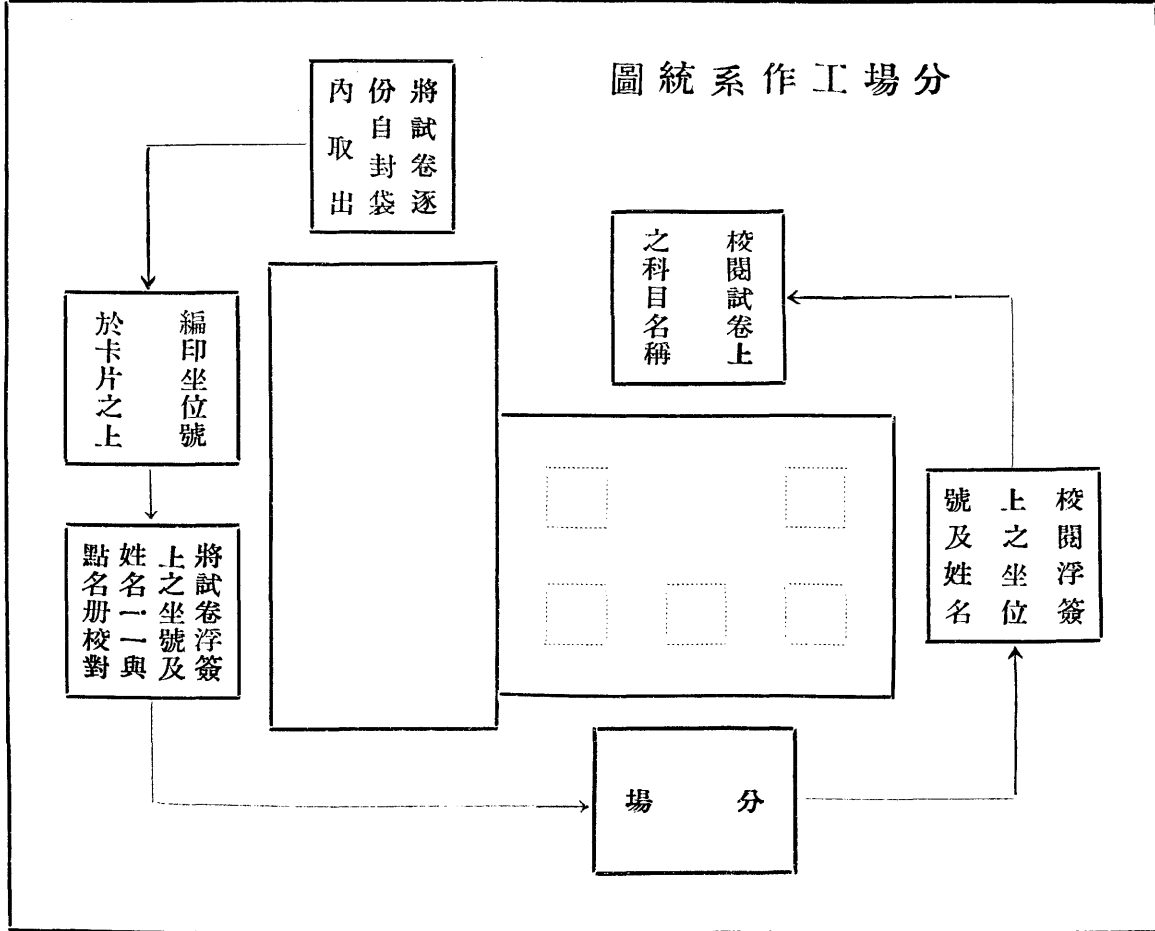 分場工作系統圖
將試卷逐
份自封袋
內取出
編印坐位號
於卡片之上
將試卷浮簽
上之坐號及
姓名一一與
點名册校對
分場
校閱浮簽
上之坐位
號及姓名
校閱試卷上
之科目名稱